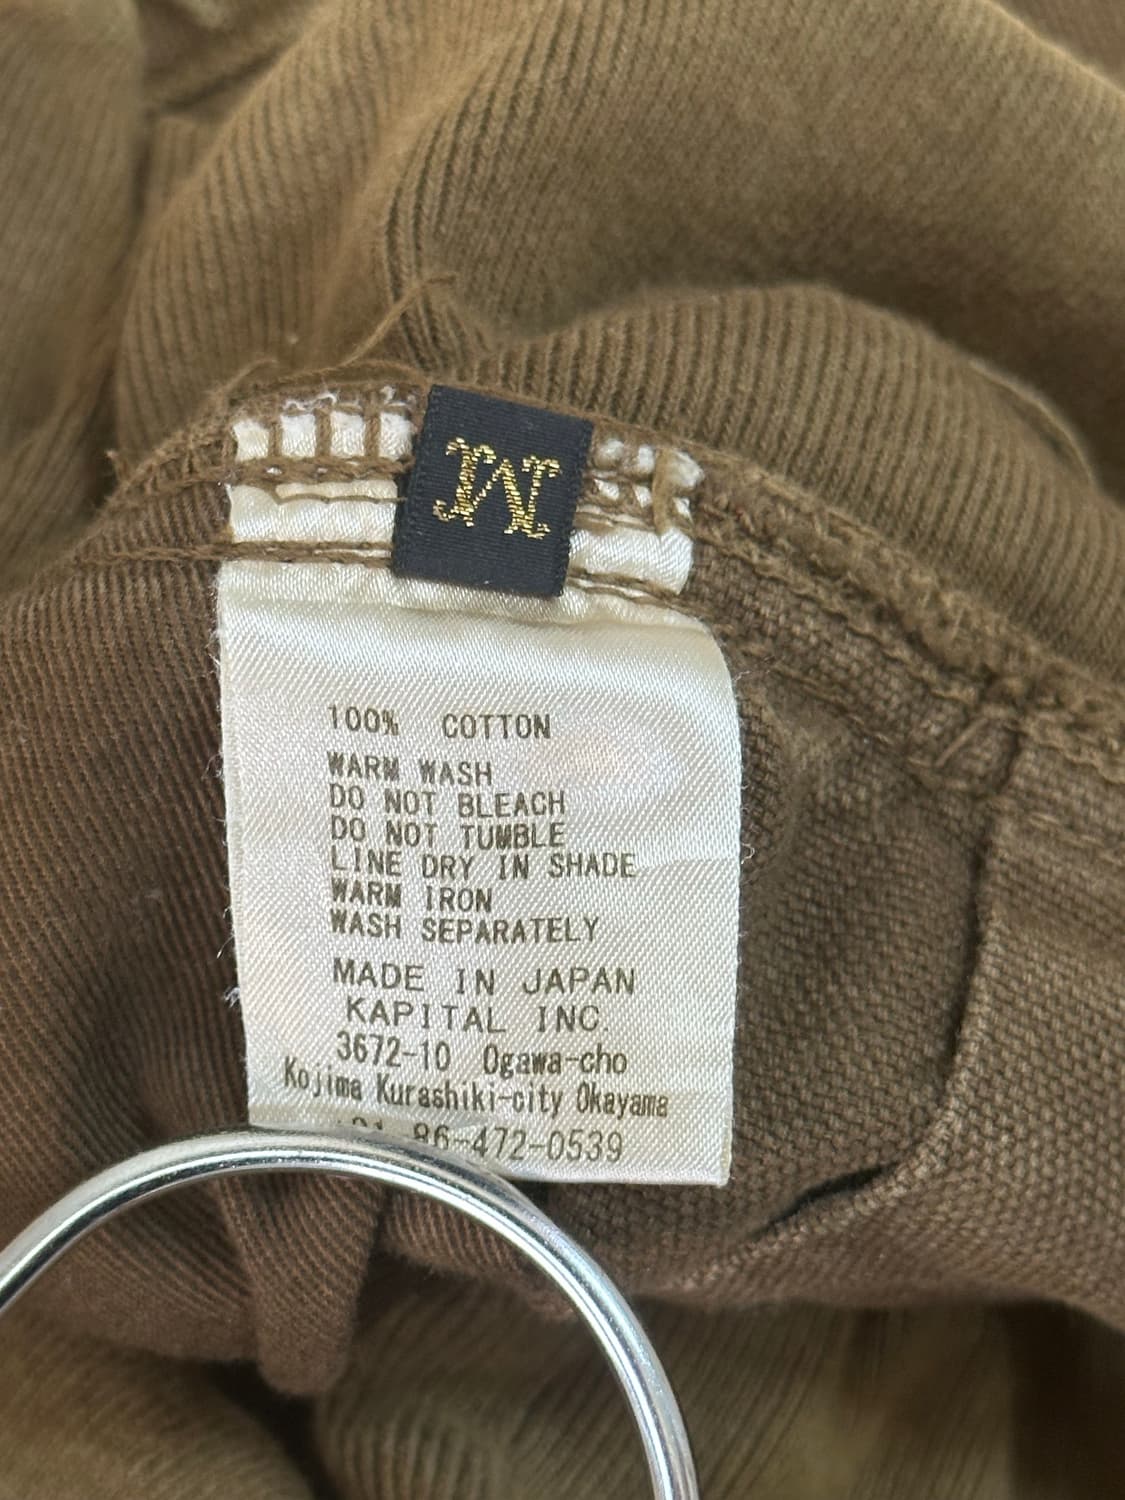 M
100% COTTON
WARM WASH
DO NOT BLEACH
DO NOT TUMBLE
LINE DRY IN SHADE
WARM IRON
WASH SEPARATELY
MADE IN JAPAN
KAPITAL INC.
3672-10 Ogawa-cho
Kojima Kurashiki-city Okayama
86-472-0539